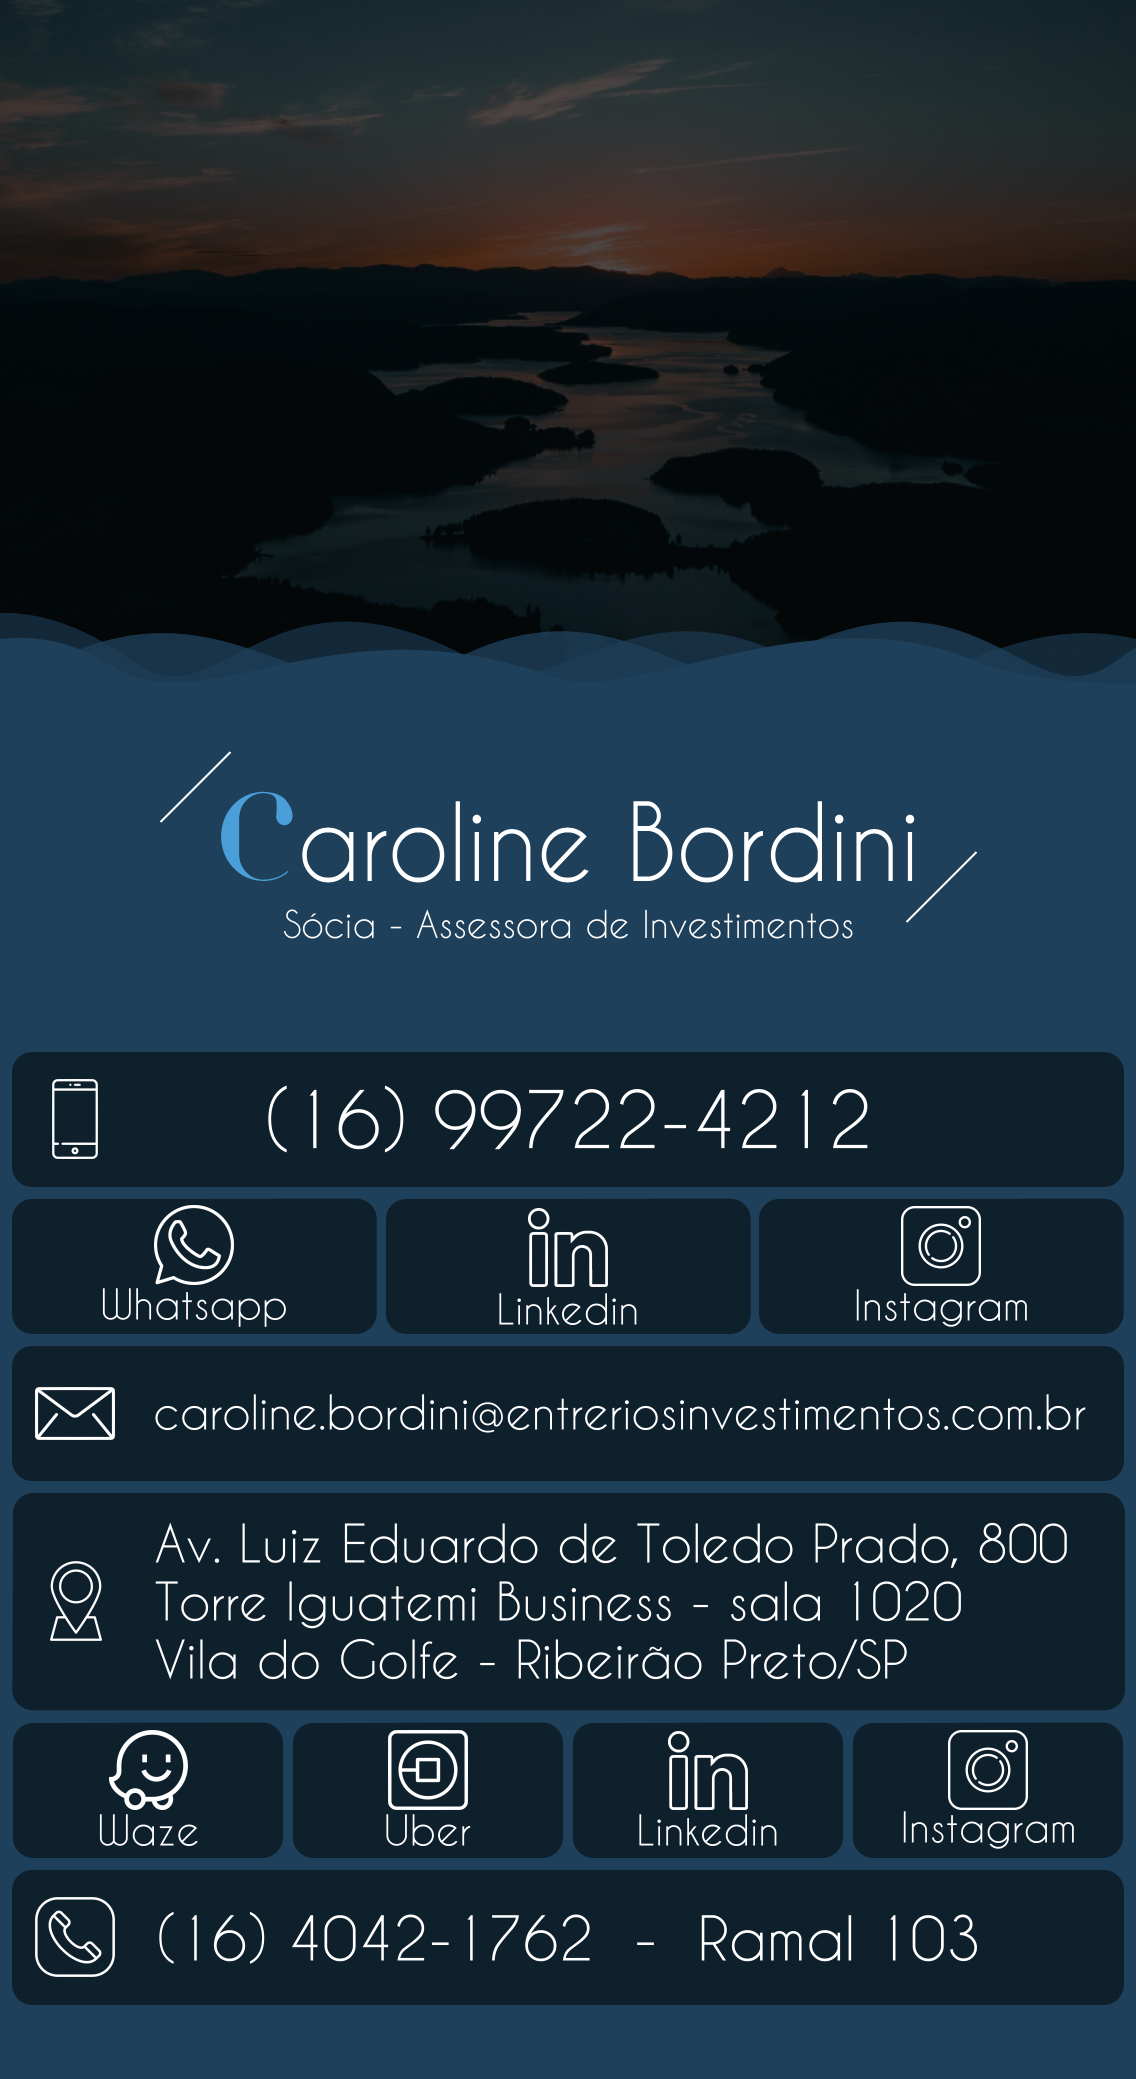 Caroline Bordini
Sócia - Assessora de Investimentos
(16) 99722-4212
Whatsapp
Linkedin
Instagram
caroline.bordini@entreriosinvestimentos.com.br
Av. Luiz Eduardo de Toledo Prado, 800
Torre Iguatemi Business - sala 1020
Vila do Golfe - Ribeirão Preto/SP
Waze
Uber
Linkedin
Instagram
(16) 4042-1762 - Ramal 103